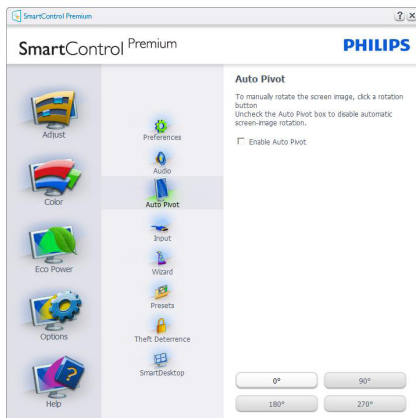 SmartControl Premium
SmartControl Premium
PHILIPS
Adjust
Color
Eco Power
Options
Help
Preferences
Audio
Auto Pivot
Input
Wizard
Presets
Theft Deterrence
SmartDesktop
Auto Pivot
To manually rotate the screen image, click a rotation
button
Uncheck the Auto Pivot box to disable automatic
screen-image rotation.
Enable Auto Pivot
0°
90°
180°
270°